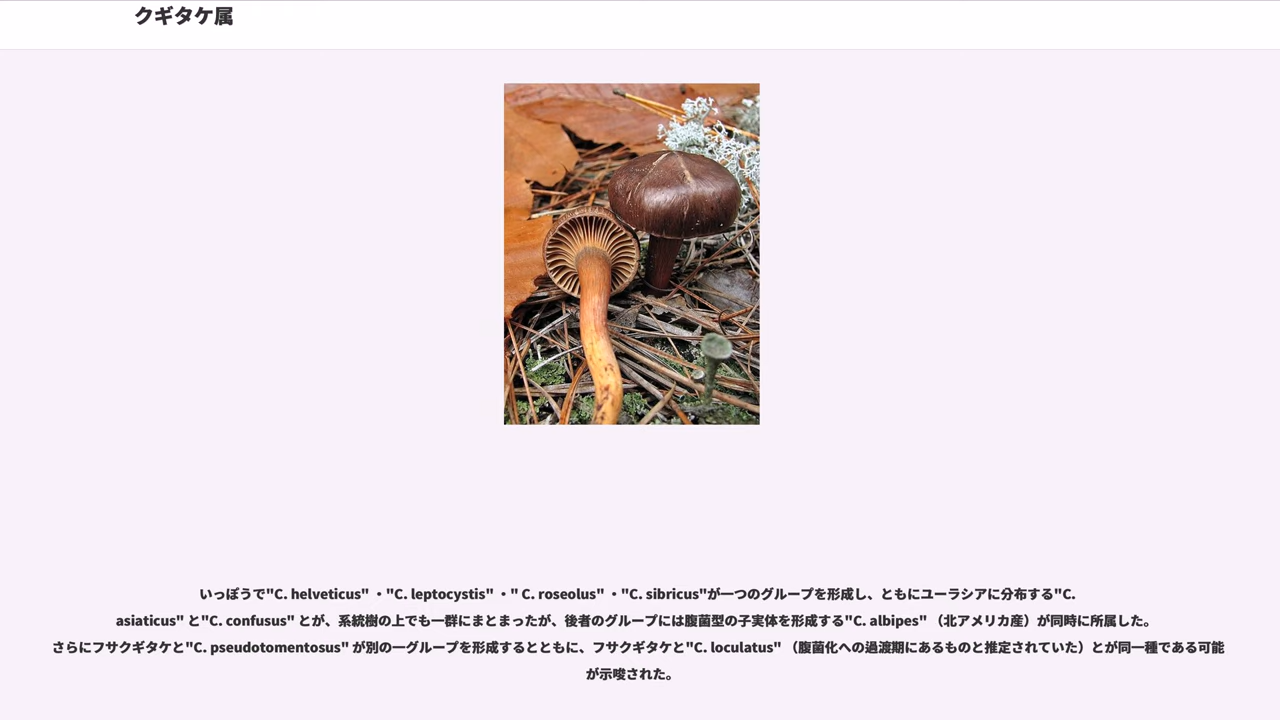 クギタケ属
いっぽうで"C. helveticus" ・"C. leptocystis" ・" C. roseolus" ・"C. sibricus"が一つのグループを形成し、ともにユーラシアに分布する"C.
asiaticus" と"C. confusus" とが、系統樹の上でも一群にまとまったが、後者のグループには腹菌型の子実体を形成する"C. albipes" （北アメリカ産）が同時に所属した。
さらにフサクギタケと"C. pseudotomentosus" が別の一グループを形成するとともに、フサクギタケと"C. loculatus" （腹菌化への過渡期にあるものと推定されていた）とが同一種である可能
が示唆された。